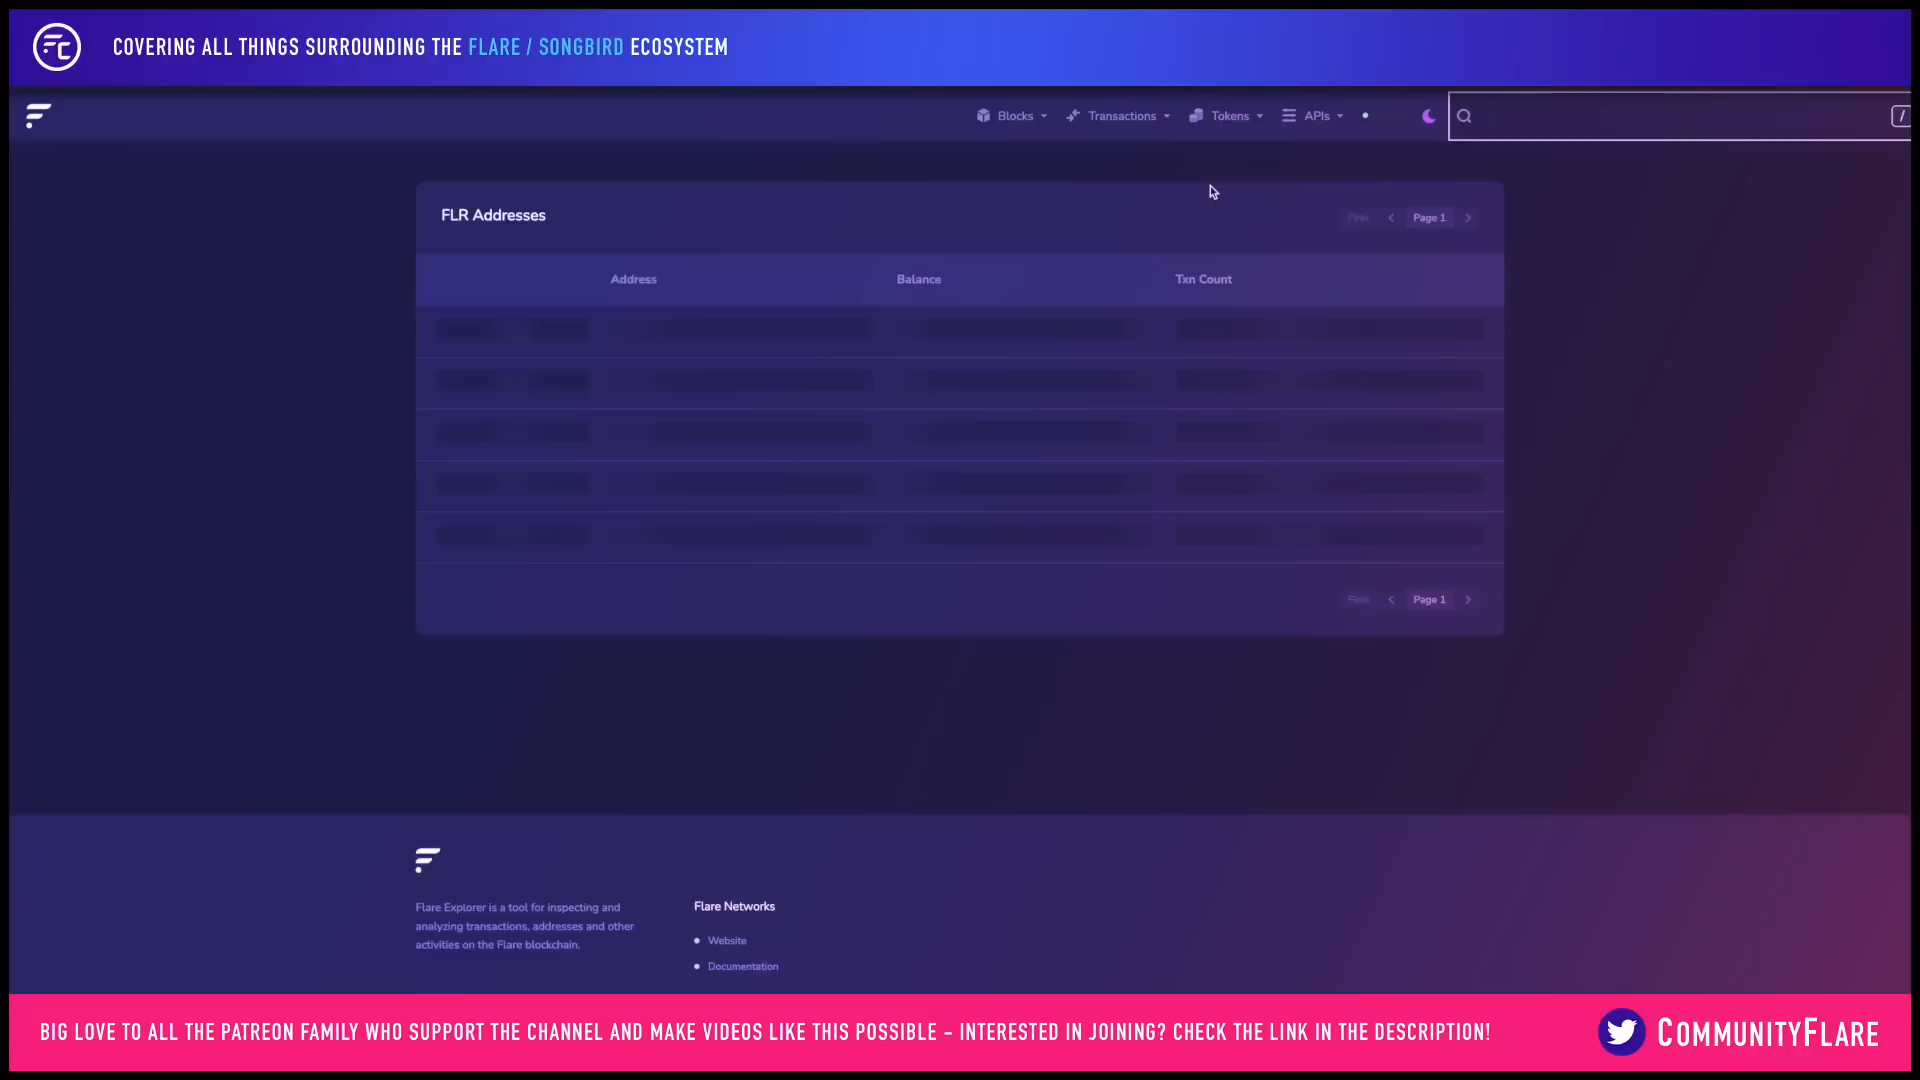 COVERING ALL THINGS SURROUNDING THE FLARE / SONGBIRD ECOSYSTEM
Blocks
Transactions
Tokens
APIs
/
FLR Addresses
First
Page 1
Address
Balance
Txn Count
First
Page 1
Flare Explorer is a tool for inspecting and
analyzing transactions, addresses and other
activities on the Flare blockchain.
Flare Networks
Website
Documentation
BIG LOVE TO ALL THE PATREON FAMILY WHO SUPPORT THE CHANNEL AND MAKE VIDEOS LIKE THIS POSSIBLE - INTERESTED IN JOINING? CHECK THE LINK IN THE DESCRIPTION!
COMMUNITYFLARE